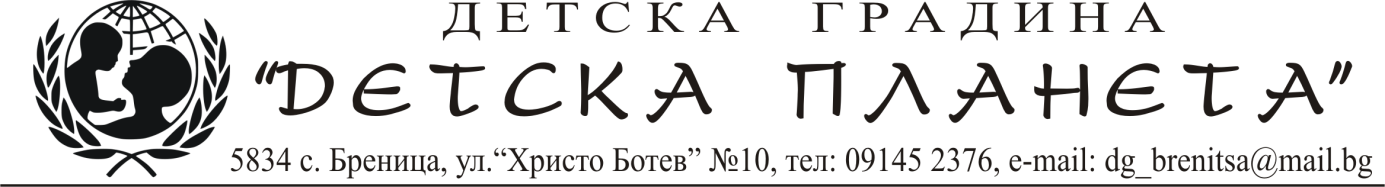 ДЕТСКА ГРАДИНА
“ДЕТСКА ПЛАНЕТА”
5834 с. Бреница, ул.“Христо Ботев” №10, тел: 09145 2376, e-mail: dg_brenitsa@mail.bg